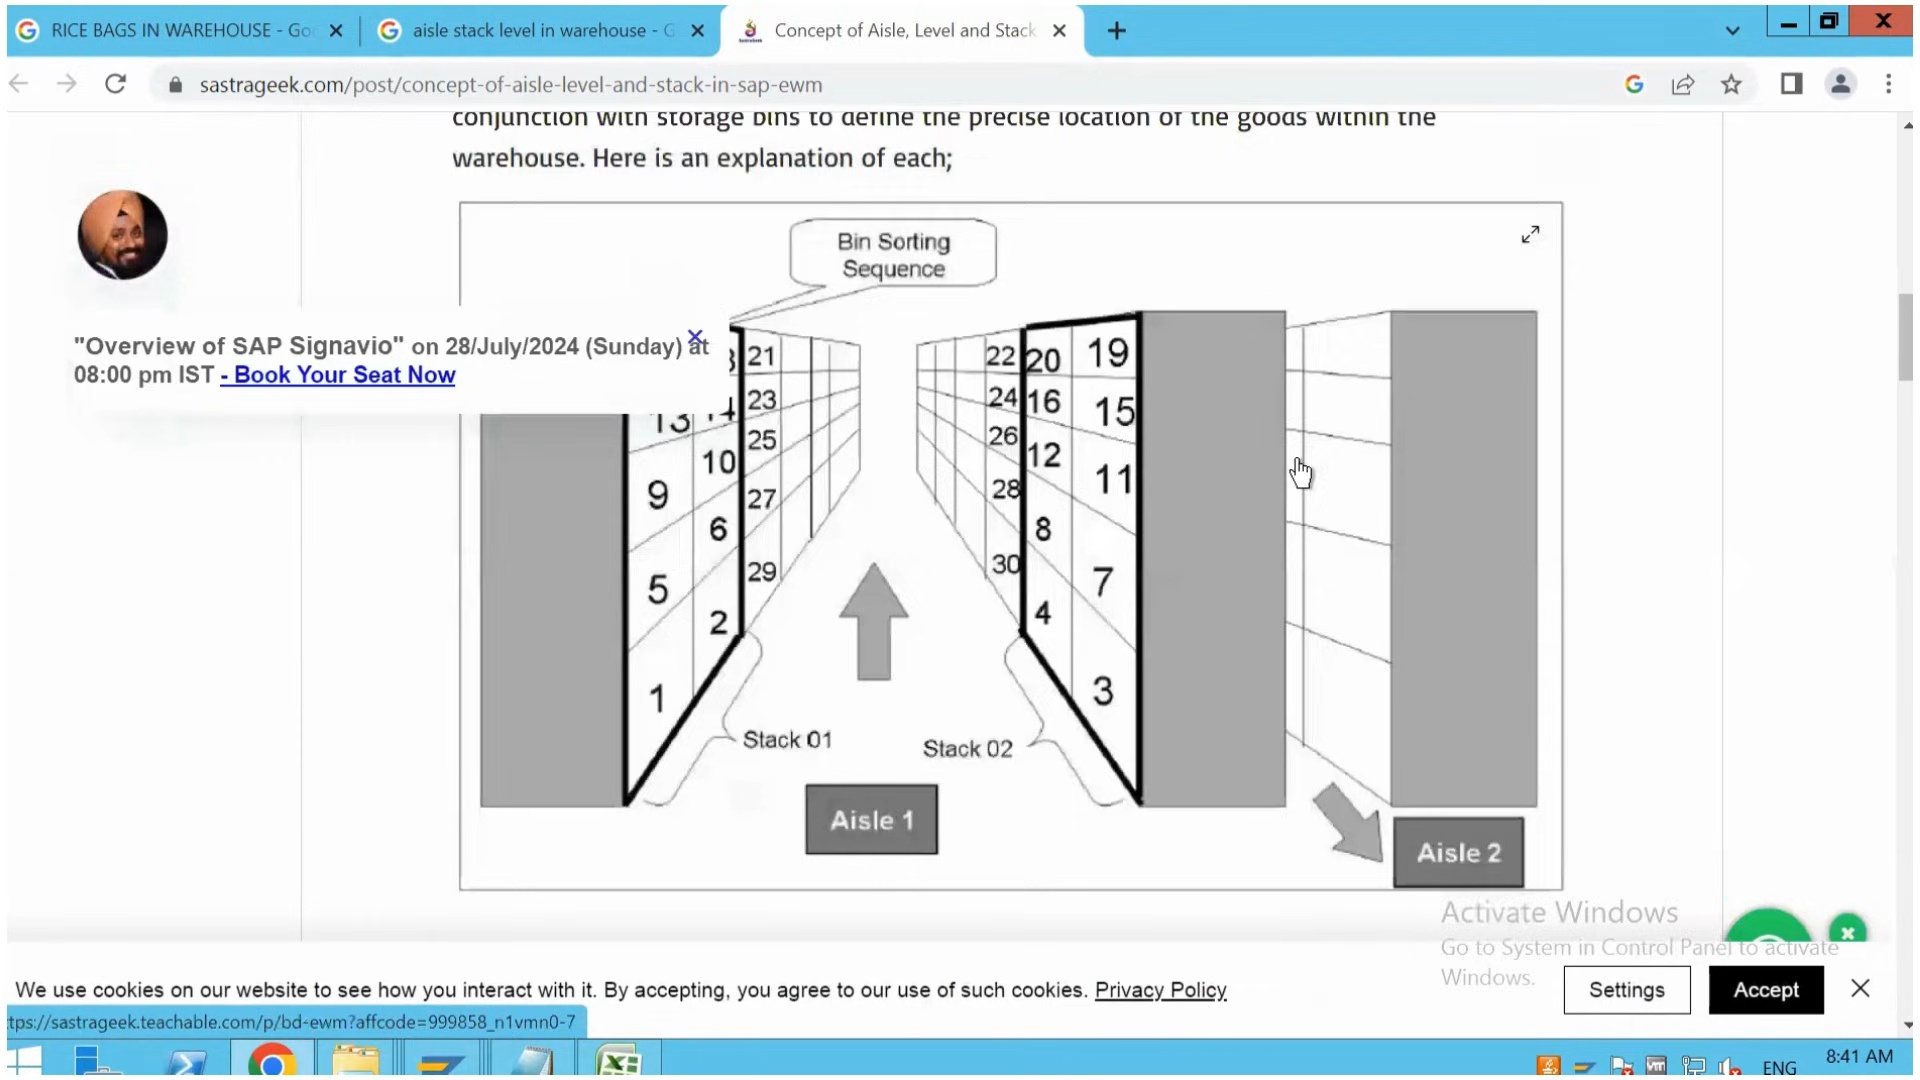 RICE BAGS IN WAREHOUSE - Goo
aisle stack level in warehouse - G
Concept of Aisle, Level and Stack
sastrageek.com/post/concept-of-aisle-level-and-stack-in-sap-ewm
conjunction with storage bins to define the precise location of the goods within the
warehouse. Here is an explanation of each;
Bin Sorting
Sequence
"Overview of SAP Signavio" on 28/July/2024 (Sunday) at
08:00 pm IST - Book Your Seat Now
21
22 20 19
23
24 16 15
13 14
25
26 12 11
9 10
27
28 8
5 6
29
30 4 7
1 2
3
Stack 01
Stack 02
Aisle 1
Aisle 2
Activate Windows
Go to System in Control Panel to activate
Windows.
We use cookies on our website to see how you interact with it. By accepting, you agree to our use of such cookies. Privacy Policy
Settings
Accept
tps://sastrageek.teachable.com/p/bd-ewm?affcode=999858_n1vmn0-7
ENG
8:41 AM